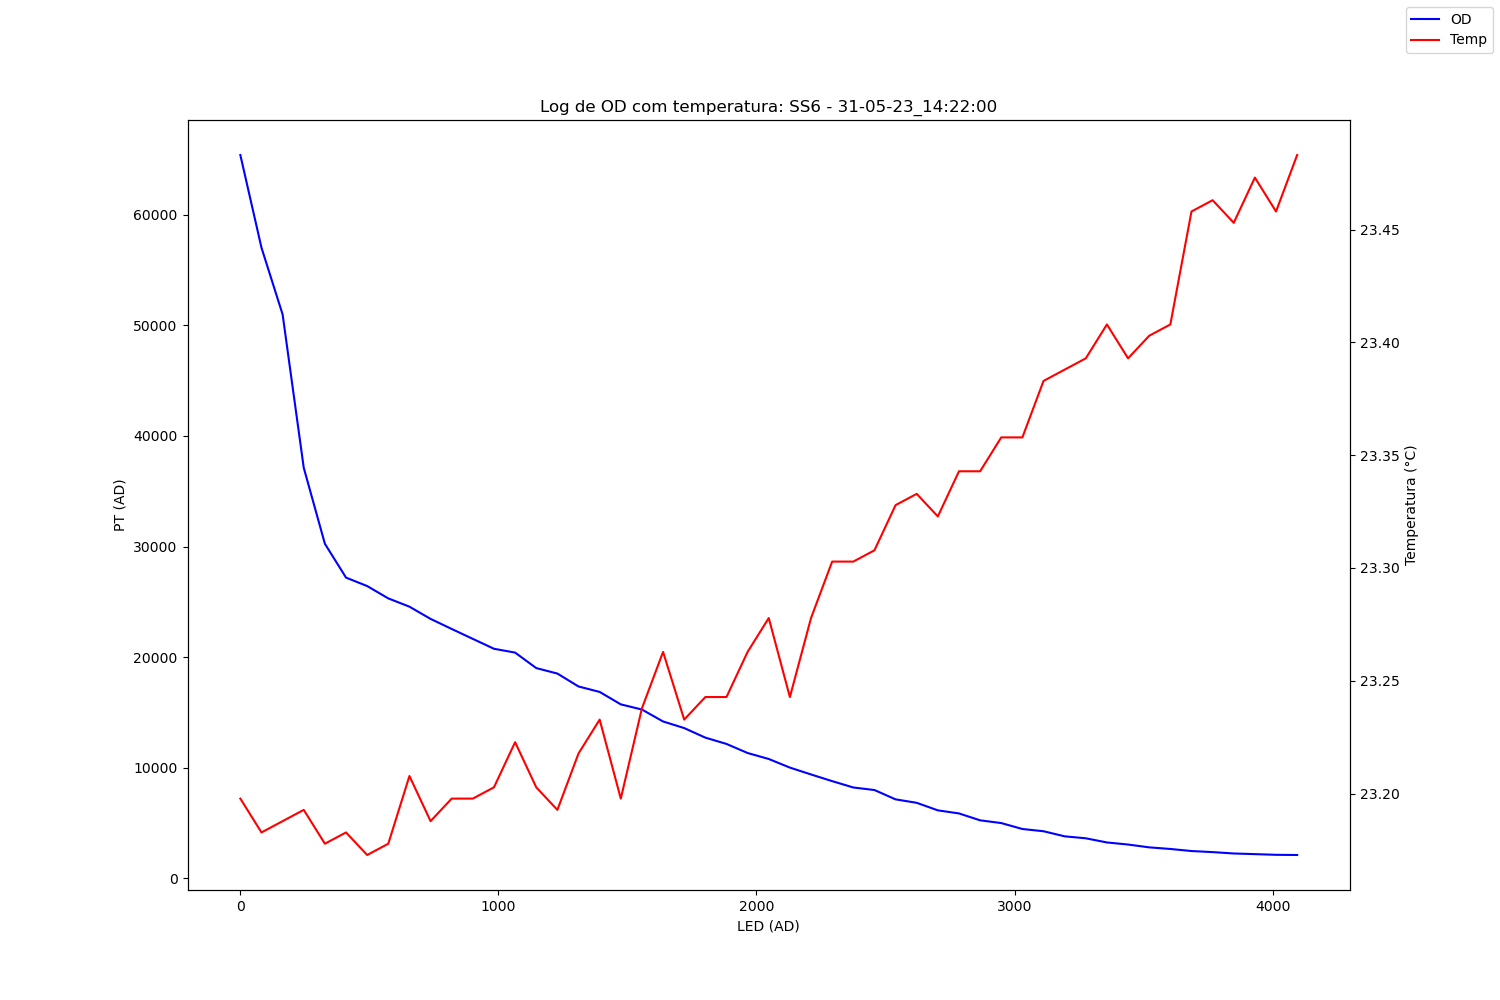 OD
Temp
Log de OD com temperatura: SS6 - 31-05-23_14:22:00
60000
50000
40000
30000
20000
10000
0
PT (AD)
23.45
23.40
23.35
23.30
23.25
23.20
Temperatura (°C)
0 1000 2000 3000 4000
LED (AD)